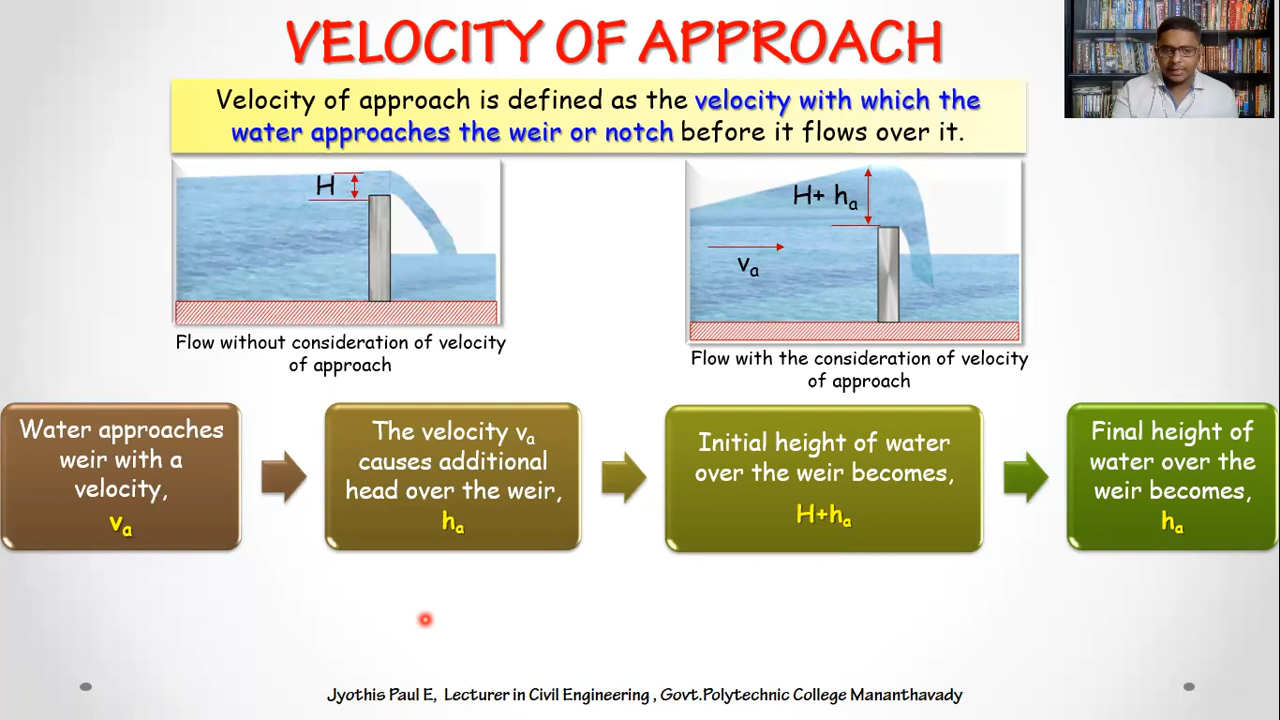 VELOCITY OF APPROACH
Velocity of approach is defined as the velocity with which the
water approaches the weir or notch before it flows over it.
H
H+ ha
va
Flow without consideration of velocity
of approach
Flow with the consideration of velocity
of approach
Water approaches
weir with a
velocity,
va
The velocity va
causes additional
head over the weir,
ha
Initial height of water
over the weir becomes,
H+ha
Final height of
water over the
weir becomes,
ha
Jyothis Paul E, Lecturer in Civil Engineering , Govt.Polytechnic College Mananthavady